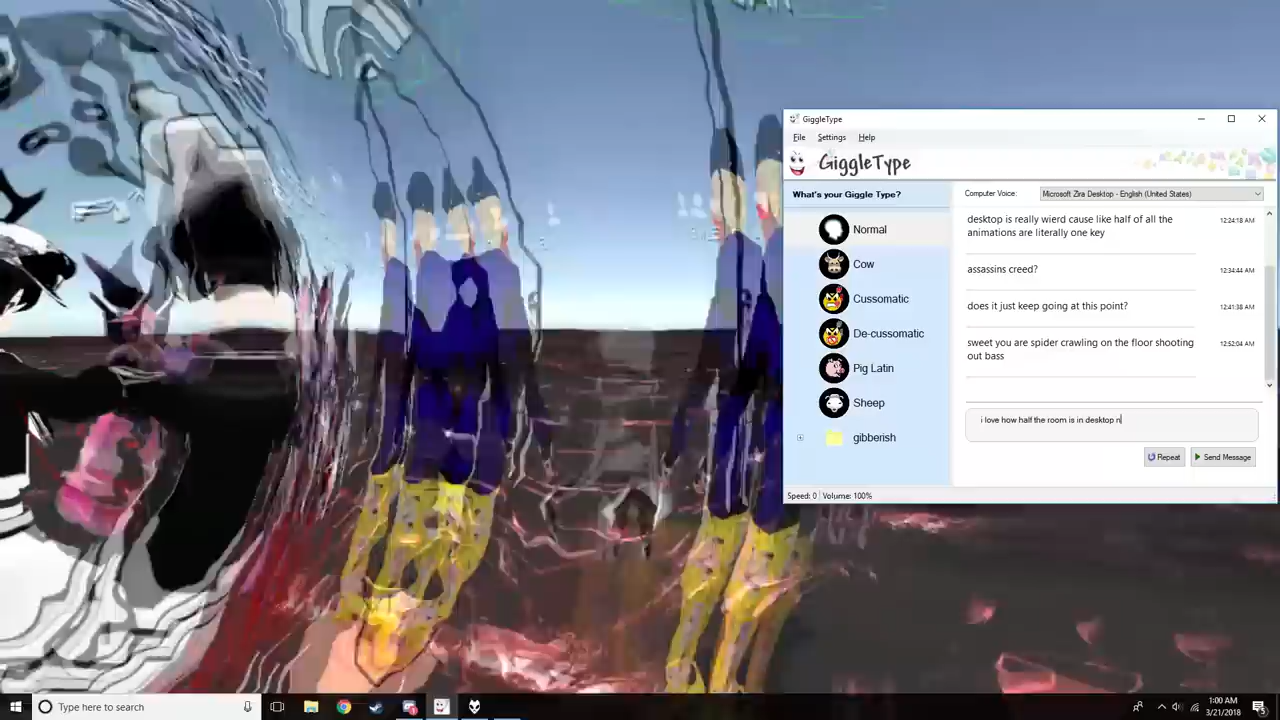 GiggleType
File Settings Help
GiggleType
What's your Giggle Type?
Normal
Cow
Cussomatic
De-cussomatic
Pig Latin
Sheep
gibberish
Computer Voice: Microsoft Zira Desktop - English (United States)
desktop is really wierd cause like half of all the 12:24:18 AM
animations are literally one key
assassins creed? 12:34:44 AM
does it just keep going at this point? 12:41:38 AM
sweet you are spider crawling on the floor shooting 12:52:04 AM
out bass
i love how half the room is in desktop n
Repeat Send Message
Speed: 0 Volume: 100%
Type here to search
1:00 AM
3/21/2018